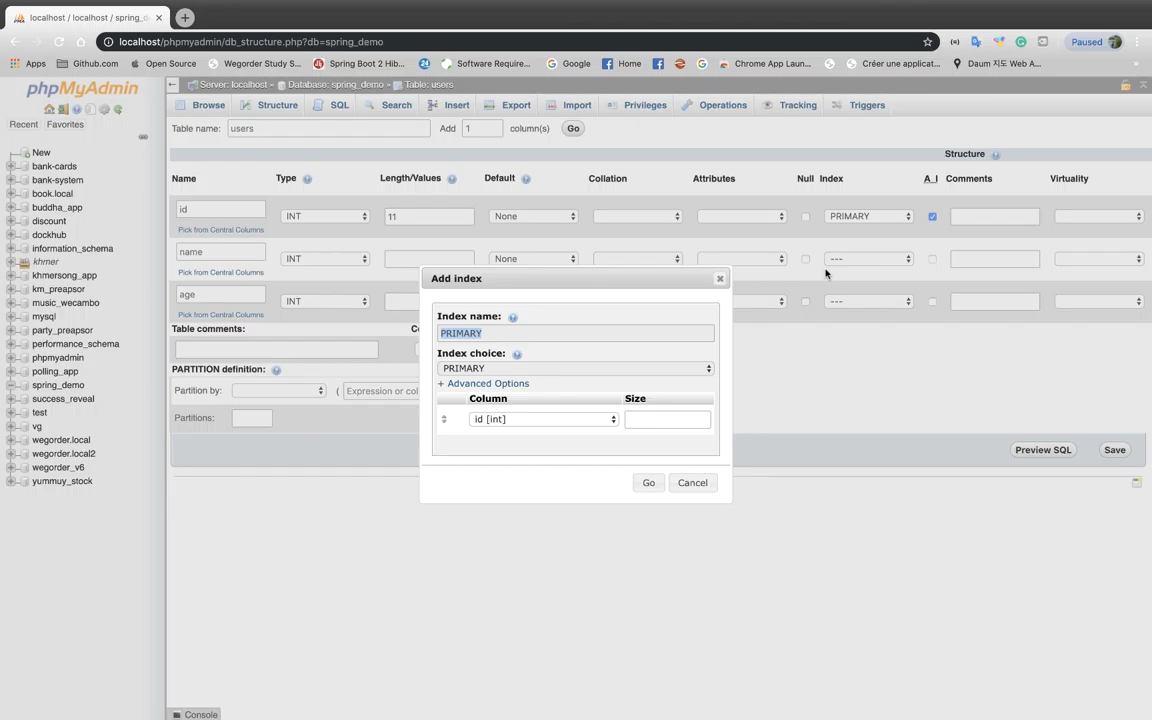 localhost / localhost / spring_d
localhost/phpmyadmin/db_structure.php?db=spring_demo
Paused
Apps
Github.com
Open Source
Wegorder Study S...
Spring Boot 2 Hib...
24
Software Require...
Google
Home
Chrome App Laun...
Créer une applicat...
Daum 지도 Web A...
phpMyAdmin
Recent
Favorites
New
bank-cards
bank-system
book.local
buddha_app
discount
dockhub
information_schema
khmer
khmersong_app
km_preapsor
music_wecambo
mysql
party_preapsor
performance_schema
phpmyadmin
polling_app
spring_demo
success_reveal
test
vg
wegorder.local
wegorder.local2
wegorder_v6
yummuy_stock
Server: localhost » Database: spring_demo » Table: users
Browse
Structure
SQL
Search
Insert
Export
Import
Privileges
Operations
Tracking
Triggers
Table name: users Add 1 column(s) Go
Structure
Name Type Length/Values Default Collation Attributes Null Index A_I Comments Virtuality
id INT 11 None PRIMARY
Pick from Central Columns
name INT None ---
Pick from Central Columns
age INT ---
Pick from Central Columns
Table comments:
PARTITION definition:
Partition by: ( Expression or col
Partitions:
Preview SQL Save
Add index
Index name:
PRIMARY
Index choice:
PRIMARY
+ Advanced Options
Column Size
id [int]
Go Cancel
Console